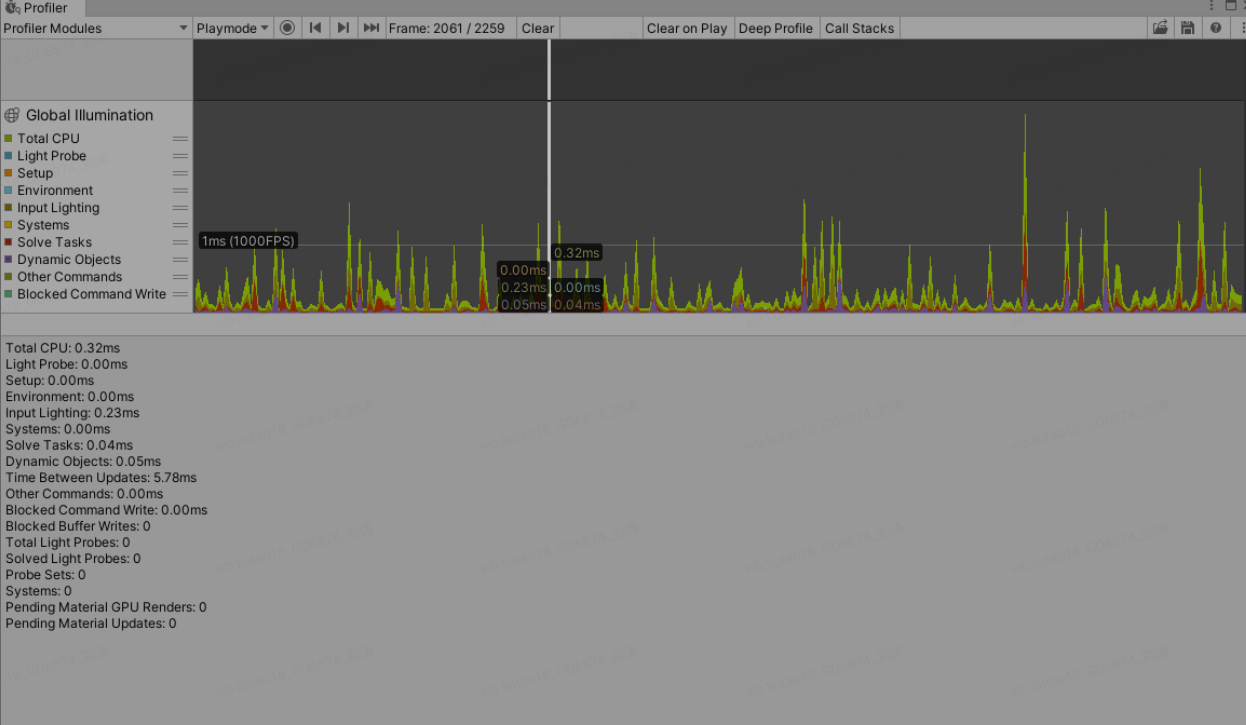 Profiler
Profiler Modules Playmode Frame: 2061 / 2259 Clear Clear on Play Deep Profile Call Stacks
Global Illumination
Total CPU
Light Probe
Setup
Environment
Input Lighting
Systems
Solve Tasks
Dynamic Objects
Other Commands
Blocked Command Write
1ms (1000FPS)
0.32ms
0.00ms
0.23ms 0.00ms
0.05ms 0.04ms
Total CPU: 0.32ms
Light Probe: 0.00ms
Setup: 0.00ms
Environment: 0.00ms
Input Lighting: 0.23ms
Systems: 0.00ms
Solve Tasks: 0.04ms
Dynamic Objects: 0.05ms
Time Between Updates: 5.78ms
Other Commands: 0.00ms
Blocked Command Write: 0.00ms
Blocked Buffer Writes: 0
Total Light Probes: 0
Solved Light Probes: 0
Probe Sets: 0
Systems: 0
Pending Material GPU Renders: 0
Pending Material Updates: 0